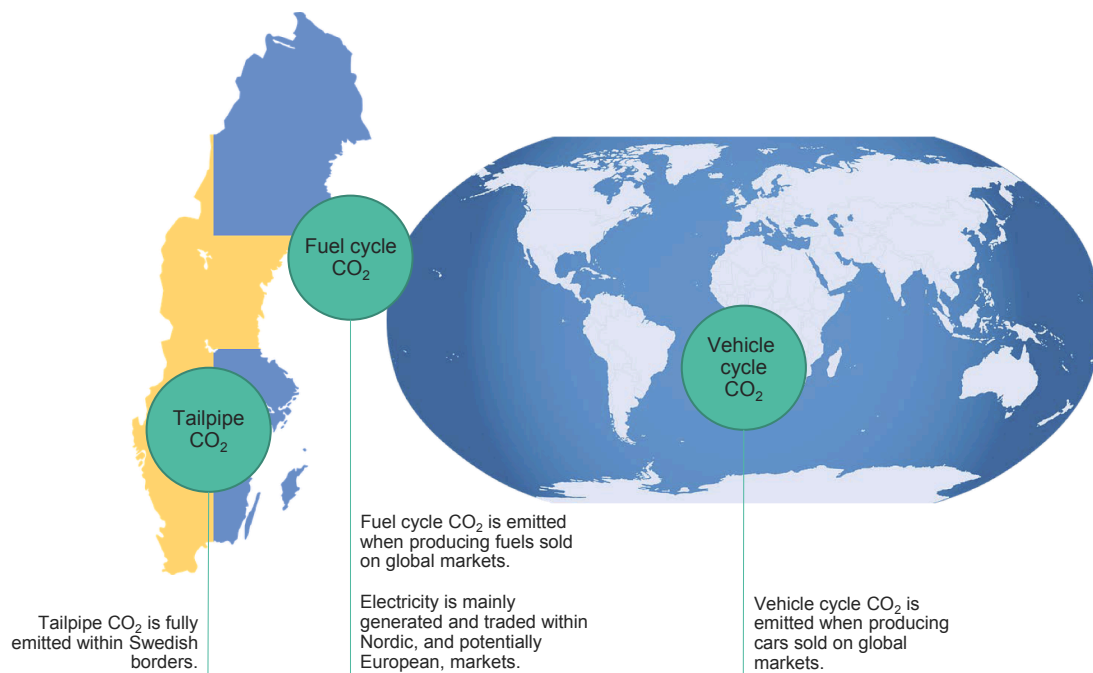 Fuel cycle
CO₂
Vehicle
cycle
CO₂
Tailpipe
CO₂
Fuel cycle CO₂ is emitted
when producing fuels sold
on global markets.
Electricity is mainly
generated and traded within
Nordic, and potentially
European, markets.
Tailpipe CO₂ is fully
emitted within Swedish
borders.
Vehicle cycle CO₂ is
emitted when producing
cars sold on global
markets.